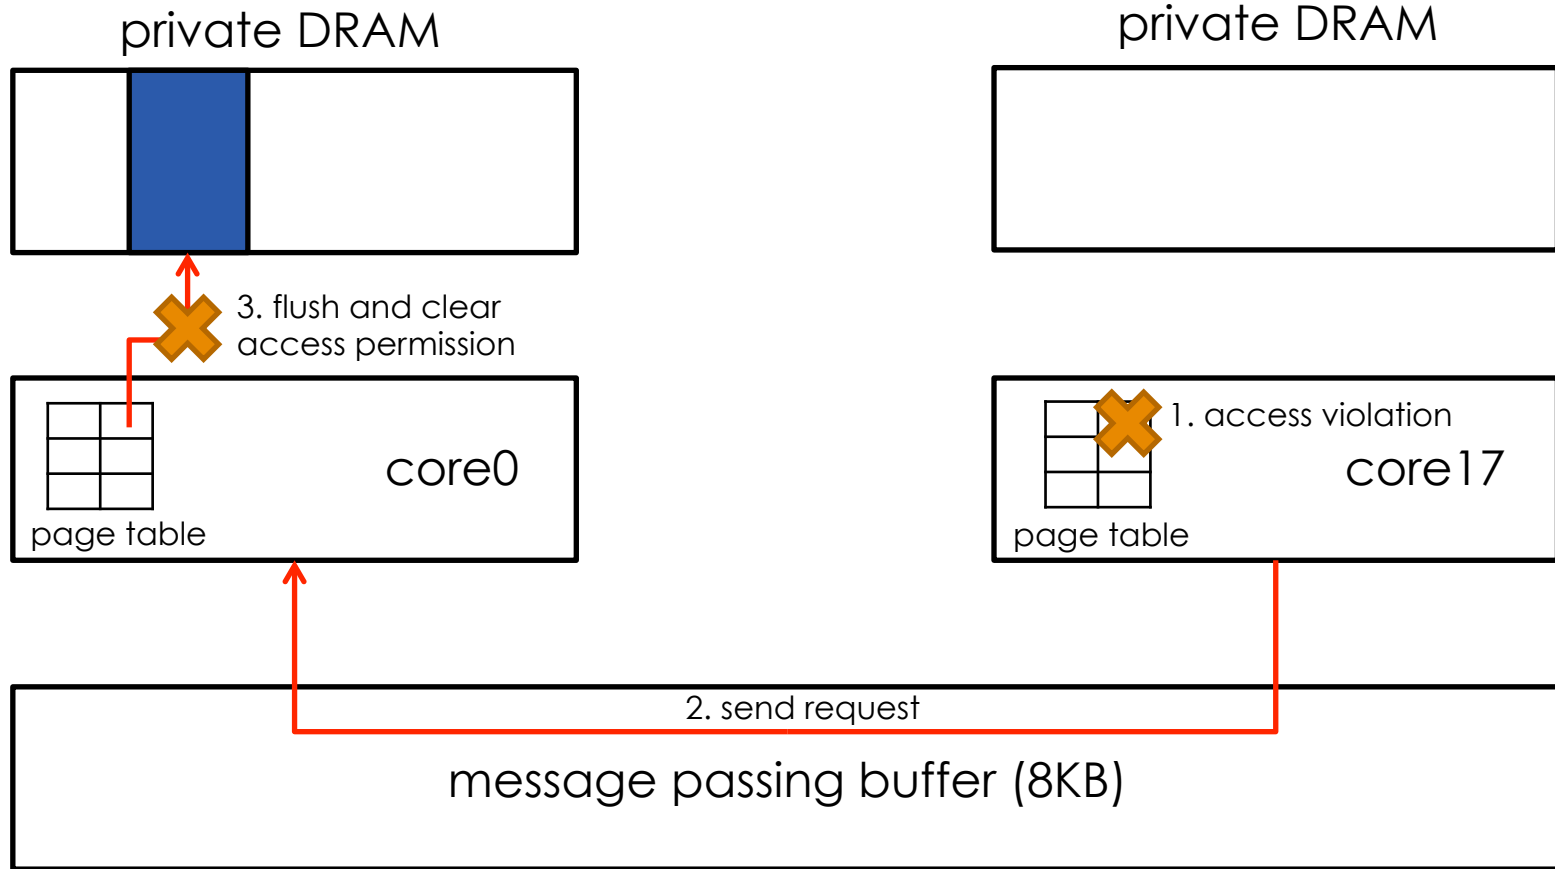 private DRAM
private DRAM
3. flush and clear
access permission
page table
core0
1. access violation
core17
page table
2. send request
message passing buffer (8KB)